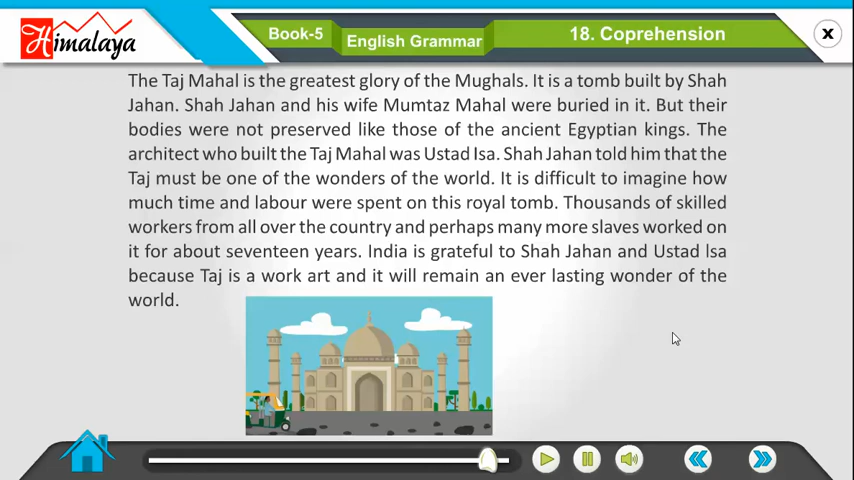 Himalaya
Book-5
English Grammar
18. Coprehension
x
The Taj Mahal is the greatest glory of the Mughals. It is a tomb built by Shah
Jahan. Shah Jahan and his wife Mumtaz Mahal were buried in it. But their
bodies were not preserved like those of the ancient Egyptian kings. The
architect who built the Taj Mahal was Ustad Isa. Shah Jahan told him that the
Taj must be one of the wonders of the world. It is difficult to imagine how
much time and labour were spent on this royal tomb. Thousands of skilled
workers from all over the country and perhaps many more slaves worked on
it for about seventeen years. India is grateful to Shah Jahan and Ustad Isa
because Taj is a work art and it will remain an ever lasting wonder of the
world.